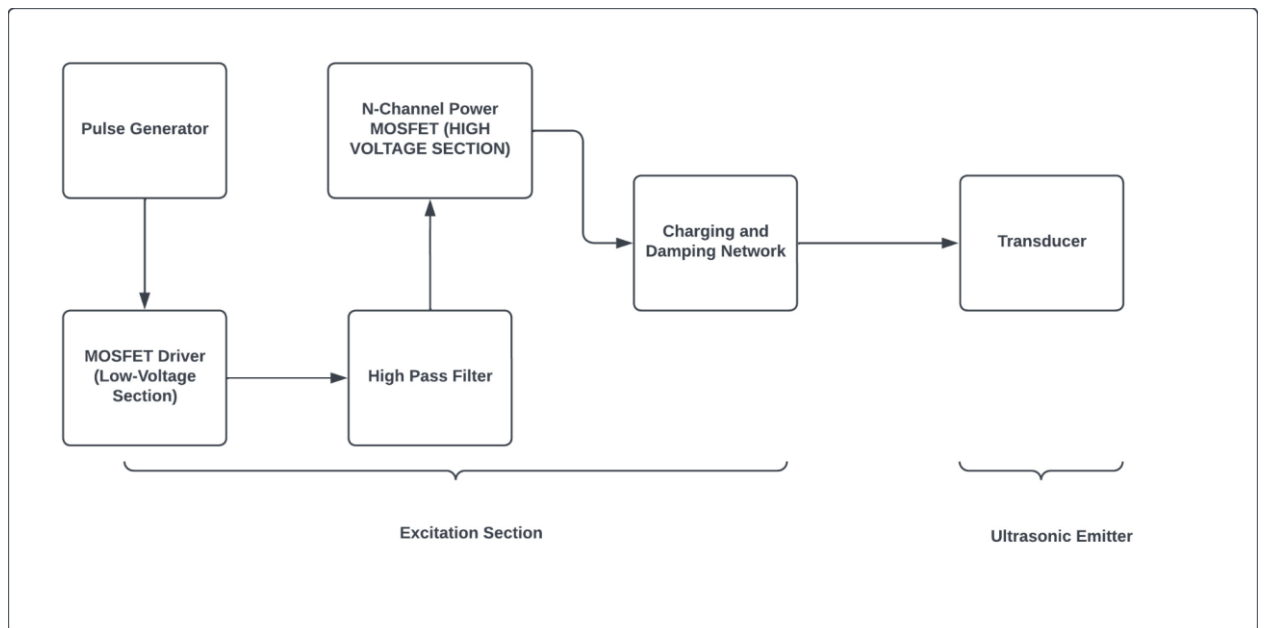 Pulse Generator
N-Channel Power
MOSFET (HIGH
VOLTAGE SECTION)
Charging and
Damping Network
Transducer
MOSFET Driver
(Low-Voltage
Section)
High Pass Filter
Excitation Section
Ultrasonic Emitter